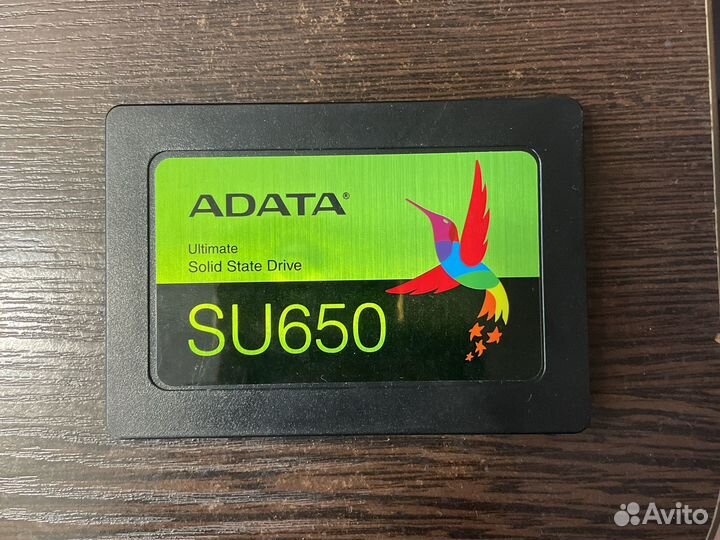 ADATA®
Ultimate
Solid State Drive
SU650
Avito